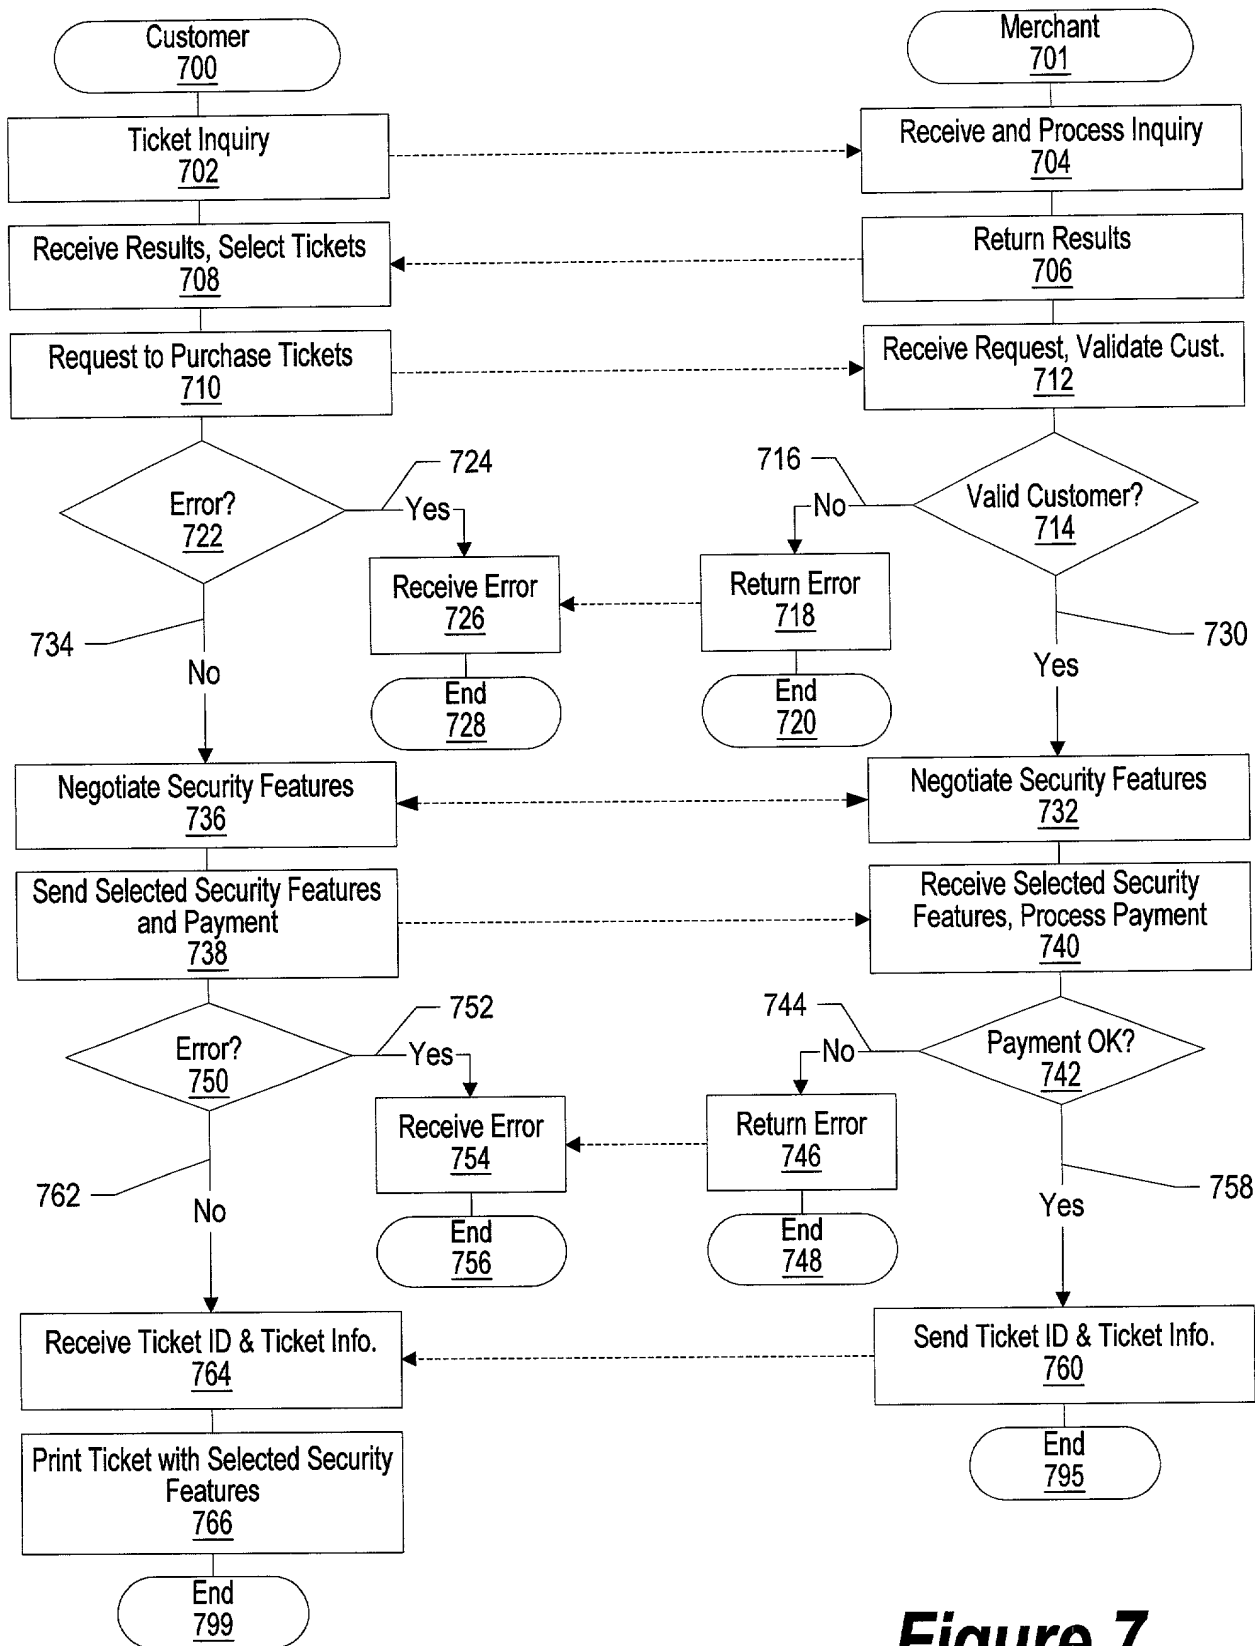 Customer
700
Merchant
701
Ticket Inquiry
702
Receive and Process Inquiry
704
Receive Results, Select Tickets
708
Return Results
706
Request to Purchase Tickets
710
Receive Request, Validate Cust.
712
Error?
722
724
Yes
716
No
Valid Customer?
714
Receive Error
726
Return Error
718
734
No
730
Yes
End
728
End
720
Negotiate Security Features
736
Negotiate Security Features
732
Send Selected Security Features
and Payment
738
Receive Selected Security
Features, Process Payment
740
Error?
750
752
Yes
744
No
Payment OK?
742
Receive Error
754
Return Error
746
762
No
758
Yes
End
756
End
748
Receive Ticket ID & Ticket Info.
764
Send Ticket ID & Ticket Info.
760
Print Ticket with Selected Security
Features
766
End
795
End
799
Figure 7